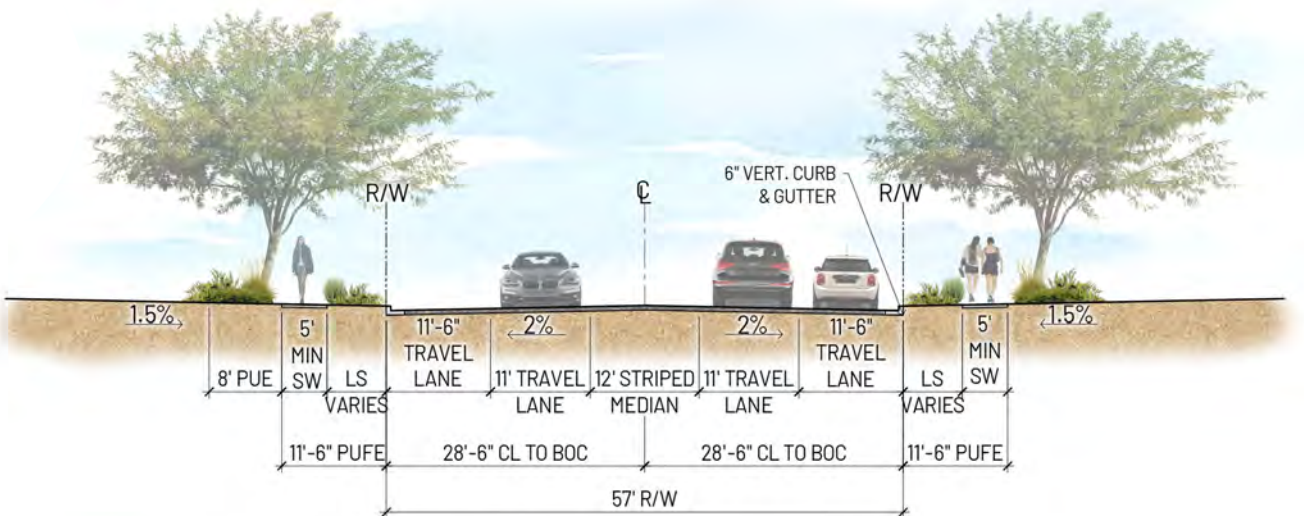 6" VERT. CURB
& GUTTER
R/W
℄
R/W
1.5%
5'
MIN
SW
11'-6"
TRAVEL
LANE
2%
2%
11'-6"
TRAVEL
LANE
5'
MIN
SW
1.5%
8' PUE
LS
VARIES
11' TRAVEL
LANE
12' STRIPED
MEDIAN
11' TRAVEL
LANE
LS
VARIES
11'-6" PUFE
28'-6" CL TO BOC
28'-6" CL TO BOC
11'-6" PUFE
57' R/W